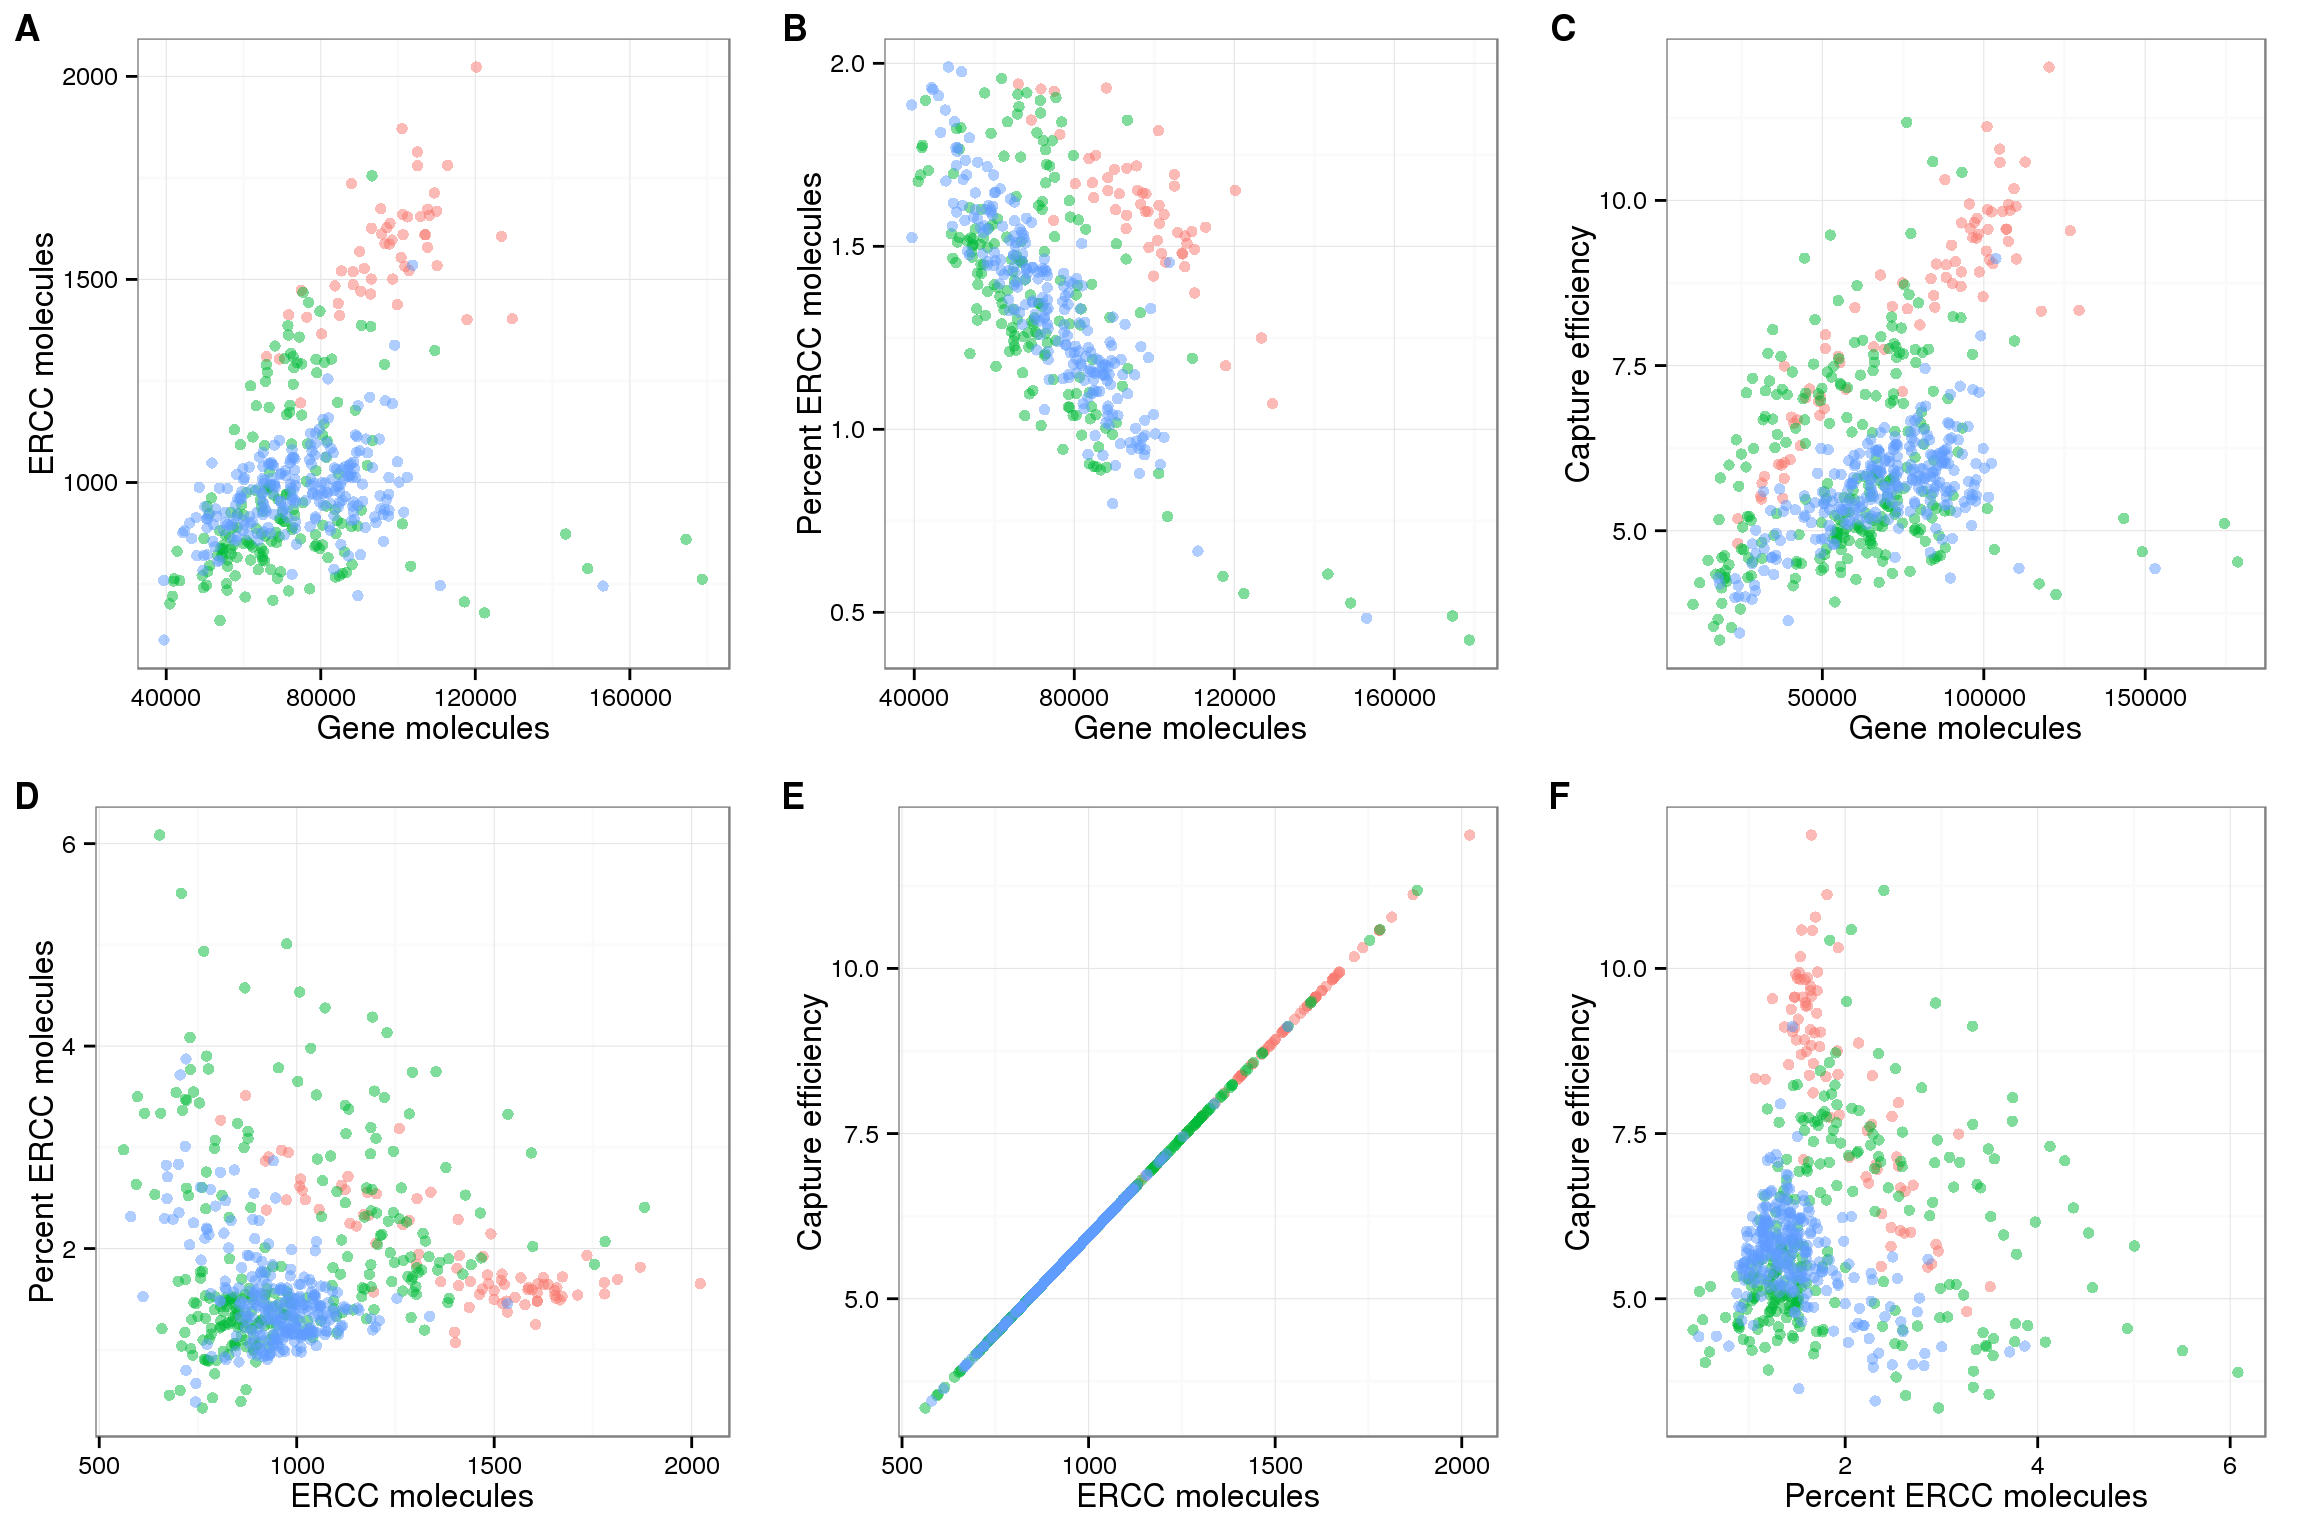 A
ERCC molecules
2000
1500
1000
40000 80000 120000 160000
Gene molecules
B
Percent ERCC molecules
2.0
1.5
1.0
0.5
40000 80000 120000 160000
Gene molecules
C
Capture efficiency
10.0
7.5
5.0
50000 100000 150000
Gene molecules
D
Percent ERCC molecules
6
4
2
500 1000 1500 2000
ERCC molecules
E
Capture efficiency
10.0
7.5
5.0
500 1000 1500 2000
ERCC molecules
F
Capture efficiency
10.0
7.5
5.0
2 4 6
Percent ERCC molecules